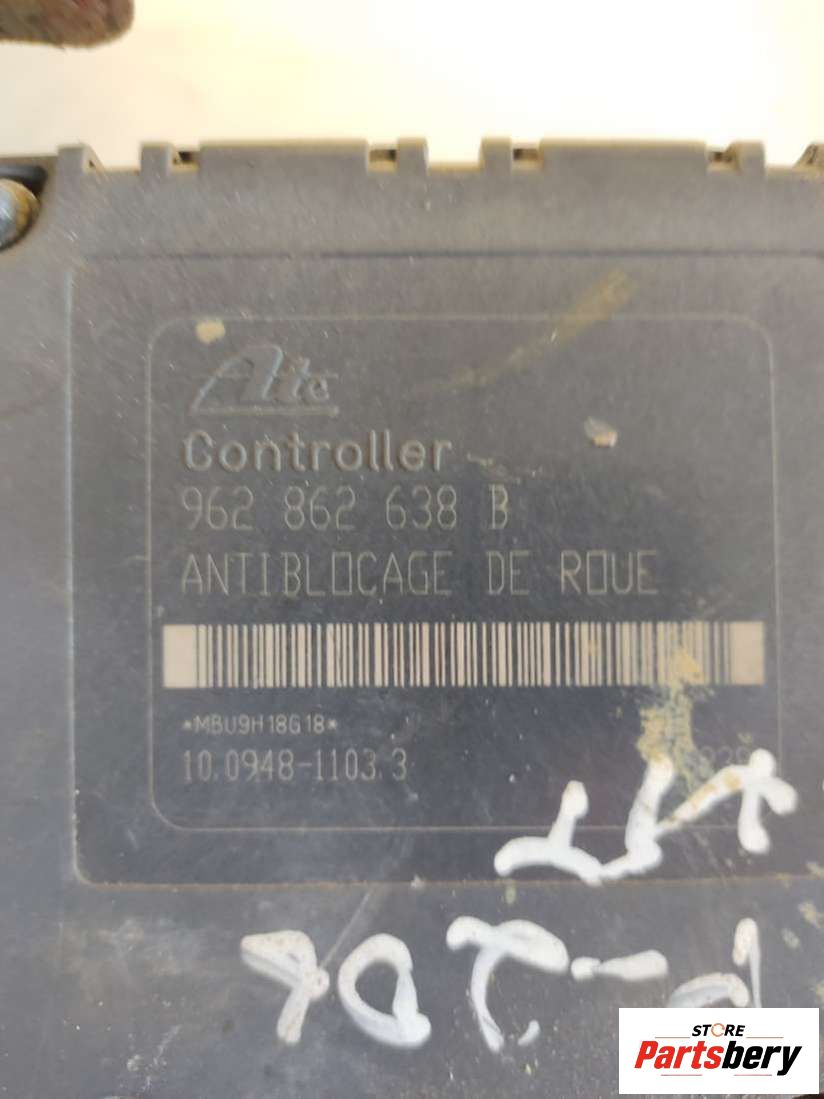 Ate
Controller
962 862 638 B
ANTIBLOCAGE DE ROUE
*MBU9H18G18*
10.0948-1103.3
STORE
Partsbery